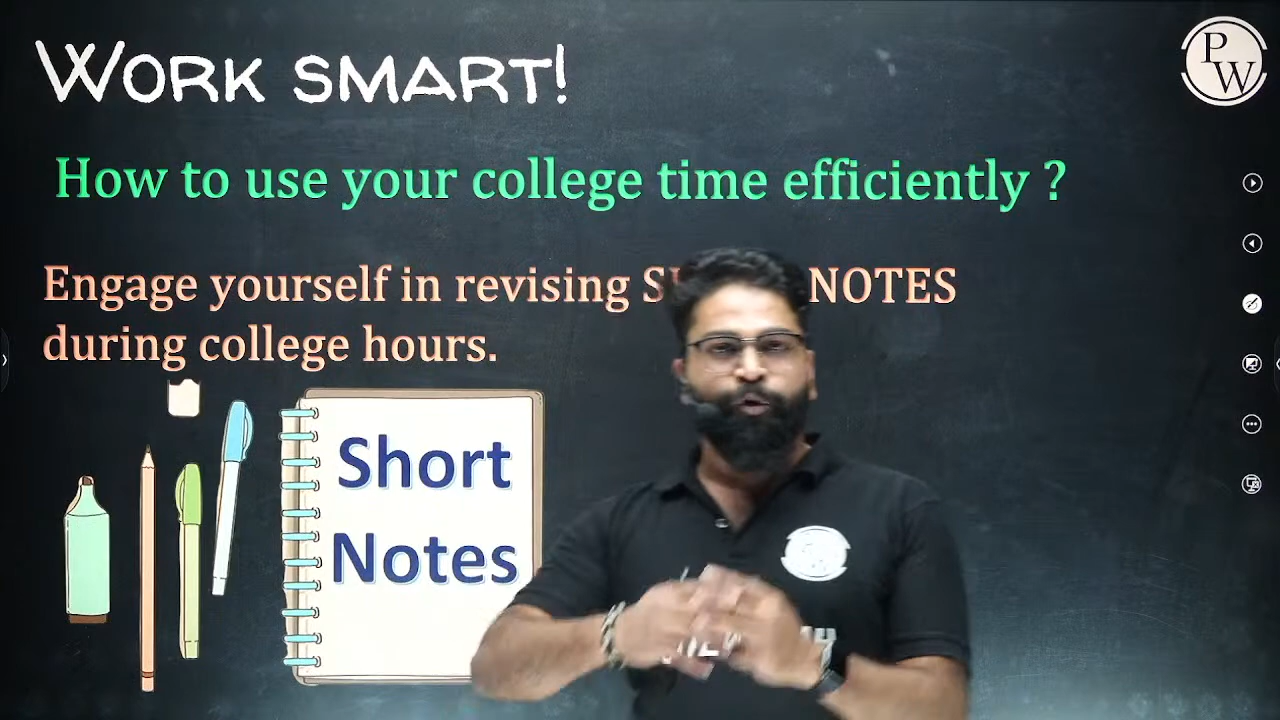 WORK SMART!
PW
How to use your college time efficiently ?
Engage yourself in revising NOTES
during college hours.
Short
Notes